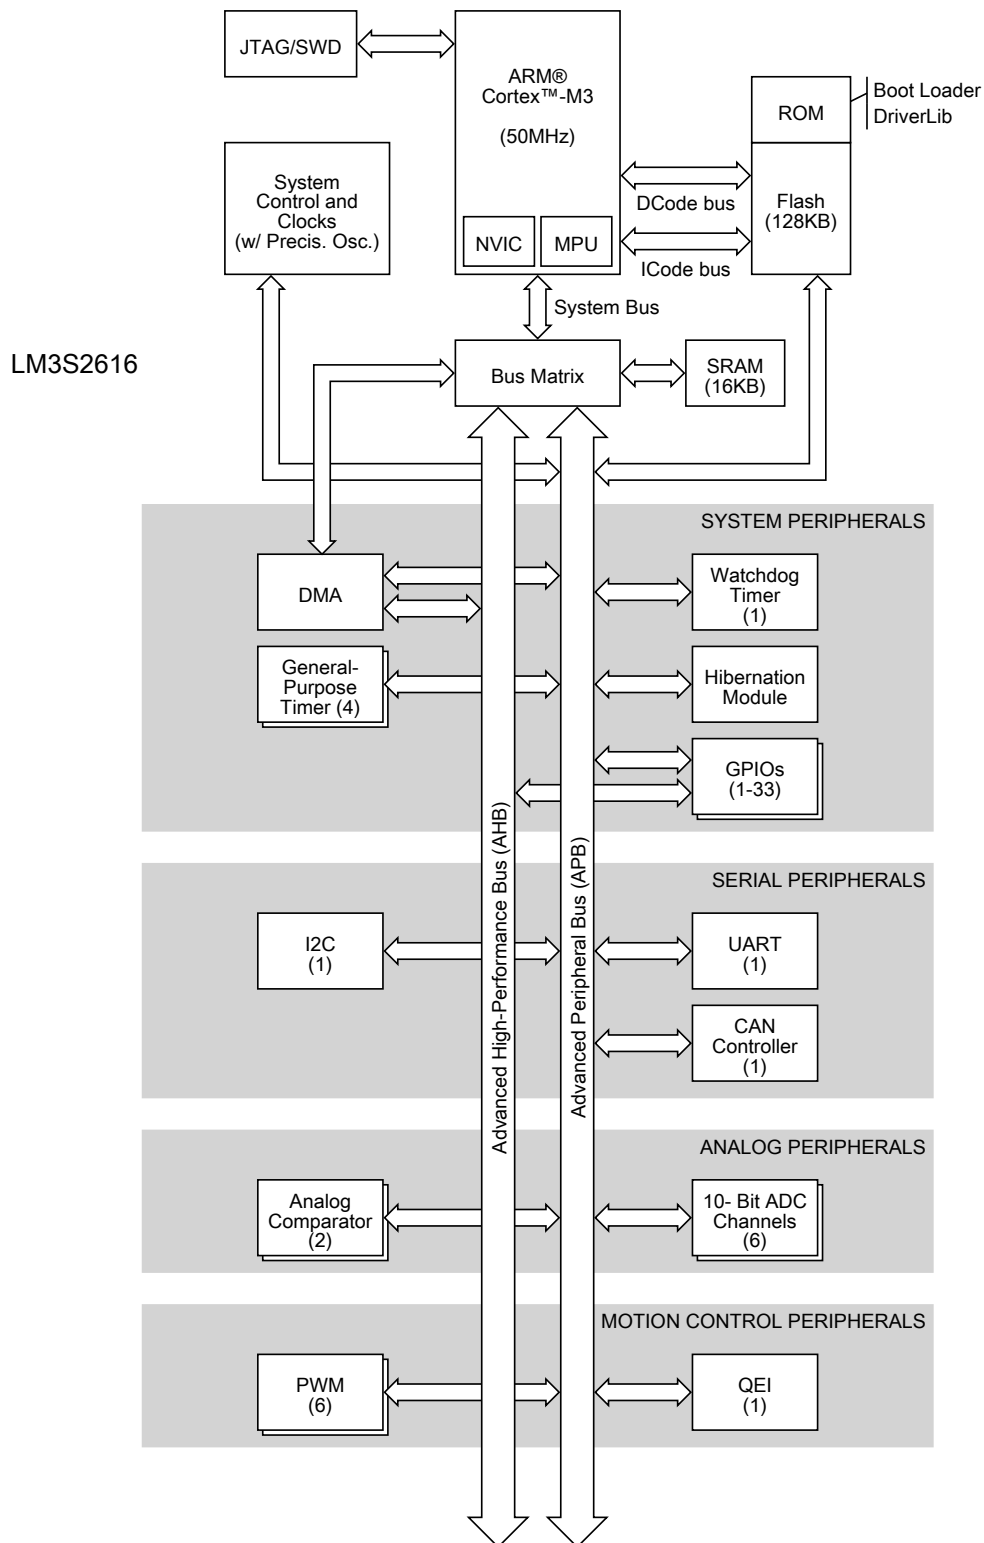 JTAG/SWD
ARM®
Cortex™-M3
(50MHz)
NVIC
MPU
ROM
Boot Loader
DriverLib
Flash
(128KB)
DCode bus
ICode bus
System
Control and
Clocks
(w/ Precis. Osc.)
System Bus
LM3S2616
Bus Matrix
SRAM
(16KB)
SYSTEM PERIPHERALS
DMA
Watchdog
Timer
(1)
General-
Purpose
Timer (4)
Hibernation
Module
GPIOs
(1-33)
Advanced High-Performance Bus (AHB)
Advanced Peripheral Bus (APB)
SERIAL PERIPHERALS
I2C
(1)
UART
(1)
CAN
Controller
(1)
ANALOG PERIPHERALS
Analog
Comparator
(2)
10- Bit ADC
Channels
(6)
MOTION CONTROL PERIPHERALS
PWM
(6)
QEI
(1)